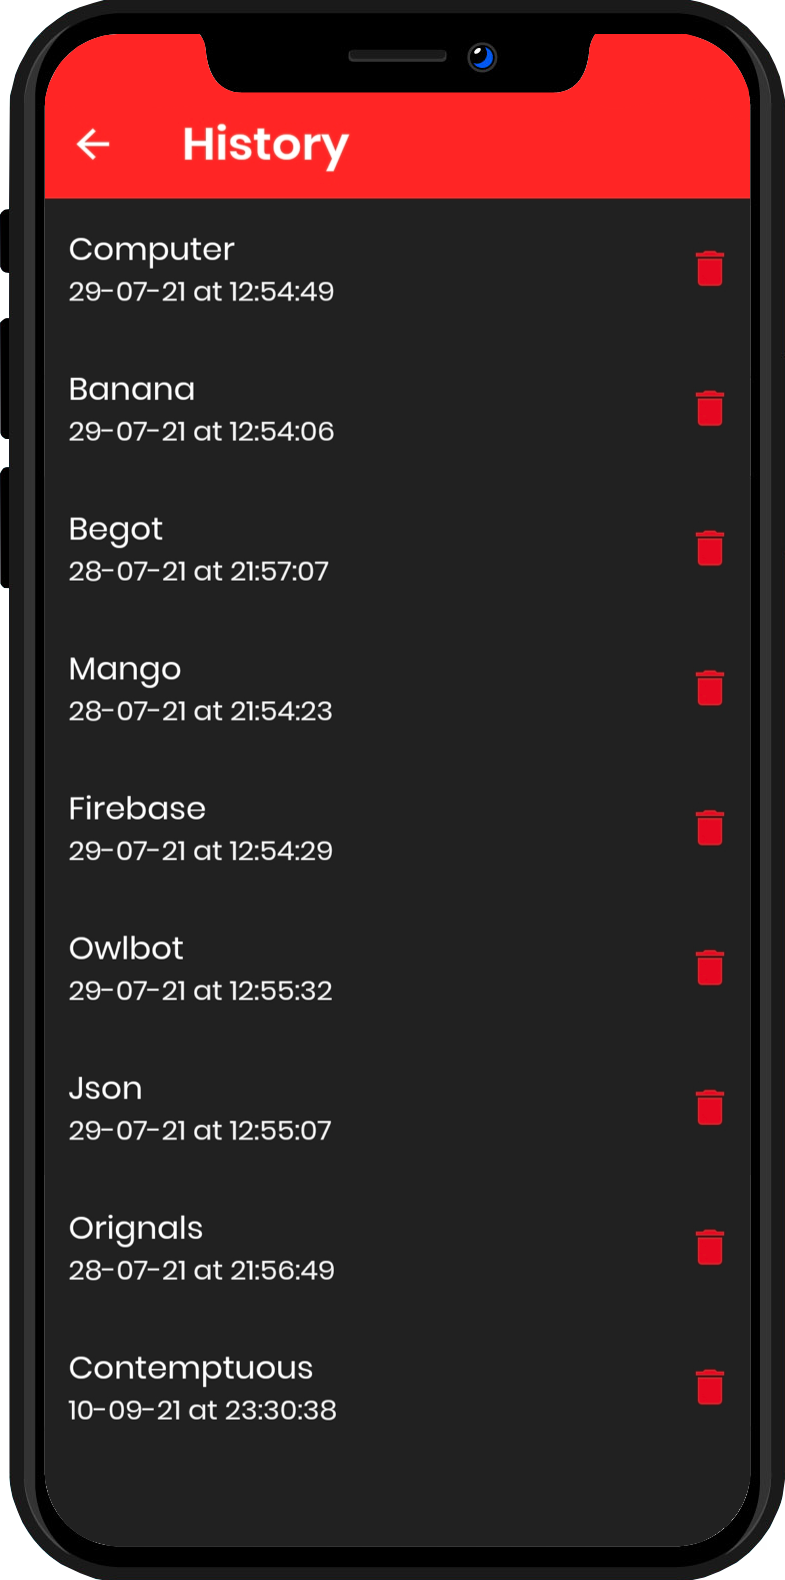 History
Computer
29-07-21 at 12:54:49
Banana
29-07-21 at 12:54:06
Begot
28-07-21 at 21:57:07
Mango
28-07-21 at 21:54:23
Firebase
29-07-21 at 12:54:29
Owlbot
29-07-21 at 12:55:32
Json
29-07-21 at 12:55:07
Orignals
28-07-21 at 21:56:49
Contemptuous
10-09-21 at 23:30:38